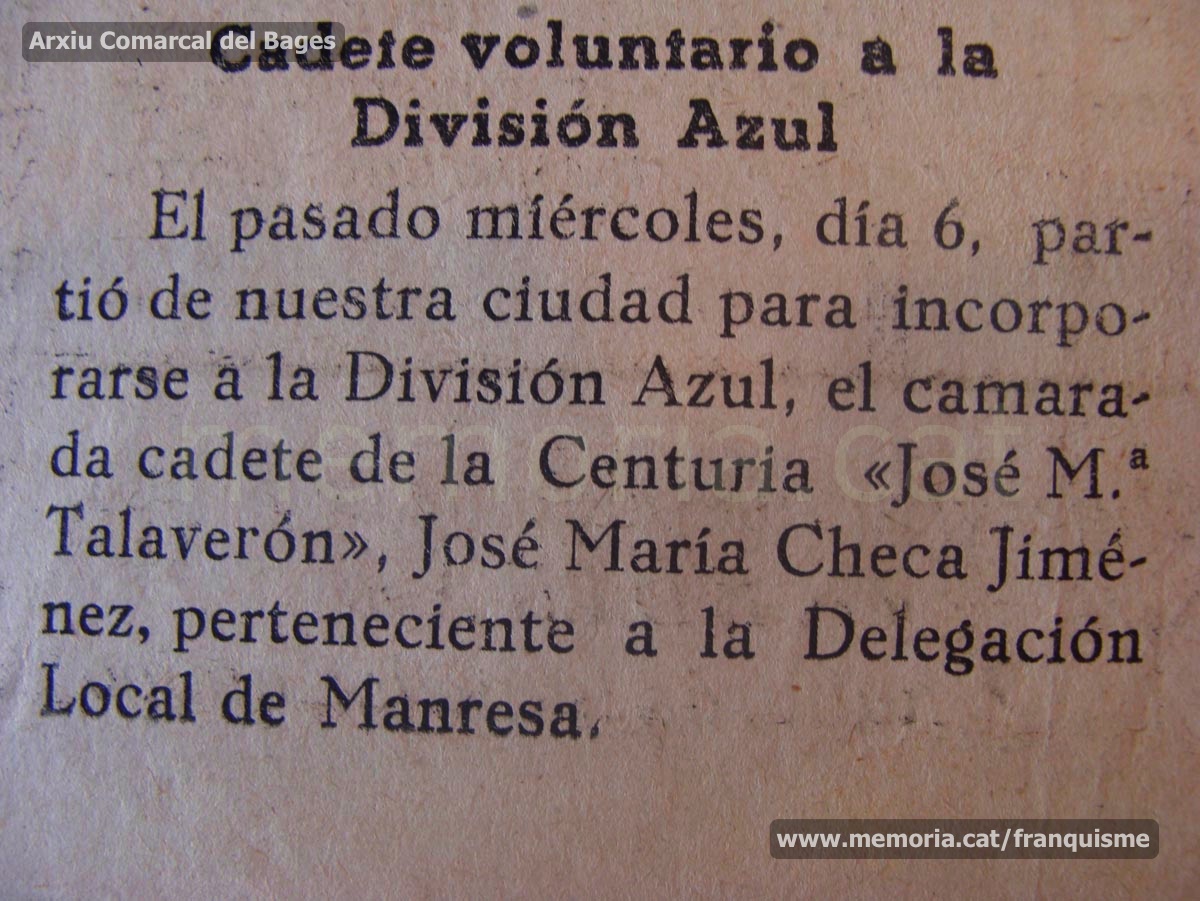 Arxiu Comarcal del Bages
Cadete voluntario a la
División Azul
El pasado miércoles, día 6, par-
tió de nuestra ciudad para incorpo-
rarse a la División Azul, el camara-
da cadete de la Centuria «José M.ª
Talaverón», José María Checa Jimé-
nez, perteneciente a la Delegación
Local de Manresa.
memoria.cat
www.memoria.cat/franquisme